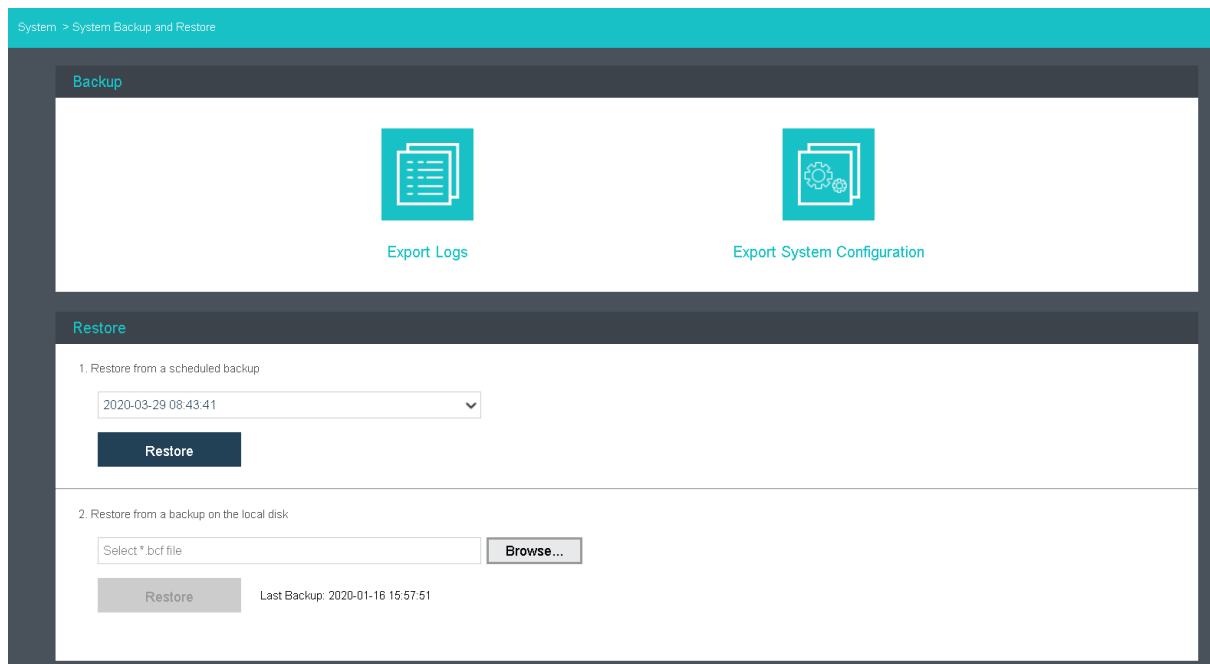 System > System Backup and Restore
Backup
Export Logs
Export System Configuration
Restore
1. Restore from a scheduled backup
2020-03-29 08:43:41
Restore
2. Restore from a backup on the local disk
Select *.bcf file
Browse...
Restore
Last Backup: 2020-01-16 15:57:51